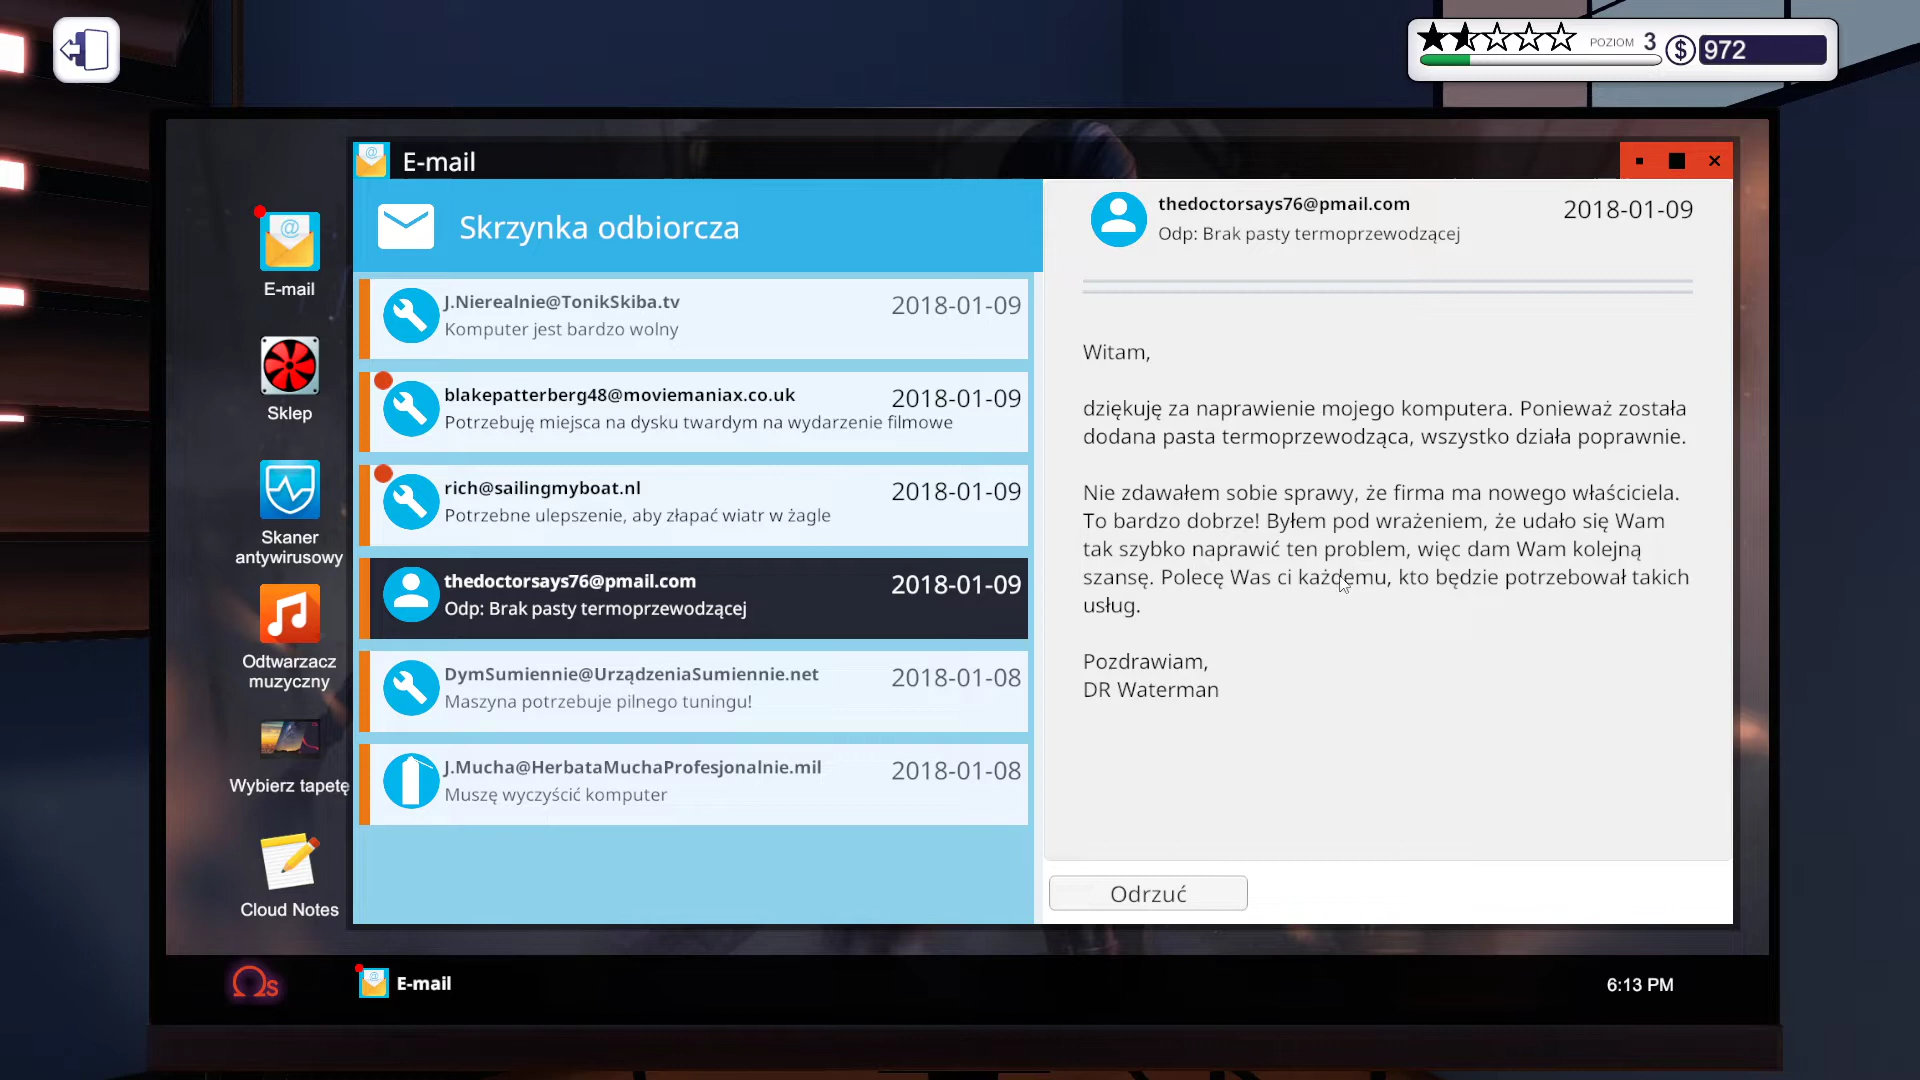 POZIOM 3 $ 972
E-mail
E-mail
Sklep
Skaner
antywirusowy
Odtwarzacz
muzyczny
Wybierz tapetę
Cloud Notes
Skrzynka odbiorcza
J.Nierealnie@TonikSkiba.tv 2018-01-09
Komputer jest bardzo wolny
blakepatterberg48@moviemaniax.co.uk 2018-01-09
Potrzebuję miejsca na dysku twardym na wydarzenie filmowe
rich@sailingmyboat.nl 2018-01-09
Potrzebne ulepszenie, aby złapać wiatr w żagle
thedoctorsays76@pmail.com 2018-01-09
Odp: Brak pasty termoprzewodzącej
DymSumiennie@UrządzeniaSumiennie.net 2018-01-08
Maszyna potrzebuje pilnego tuningu!
J.Mucha@HerbataMuchaProfesjonalnie.mil 2018-01-08
Muszę wyczyścić komputer
thedoctorsays76@pmail.com 2018-01-09
Odp: Brak pasty termoprzewodzącej
Witam,
dziękuję za naprawienie mojego komputera. Ponieważ została
dodana pasta termoprzewodząca, wszystko działa poprawnie.
Nie zdawałem sobie sprawy, że firma ma nowego właściciela.
To bardzo dobrze! Byłem pod wrażeniem, że udało się Wam
tak szybko naprawić ten problem, więc dam Wam kolejną
szansę. Polecę Was ci każdemu, kto będzie potrzebował takich
usług.
Pozdrawiam,
DR Waterman
Odrzuć
Ωs E-mail 6:13 PM